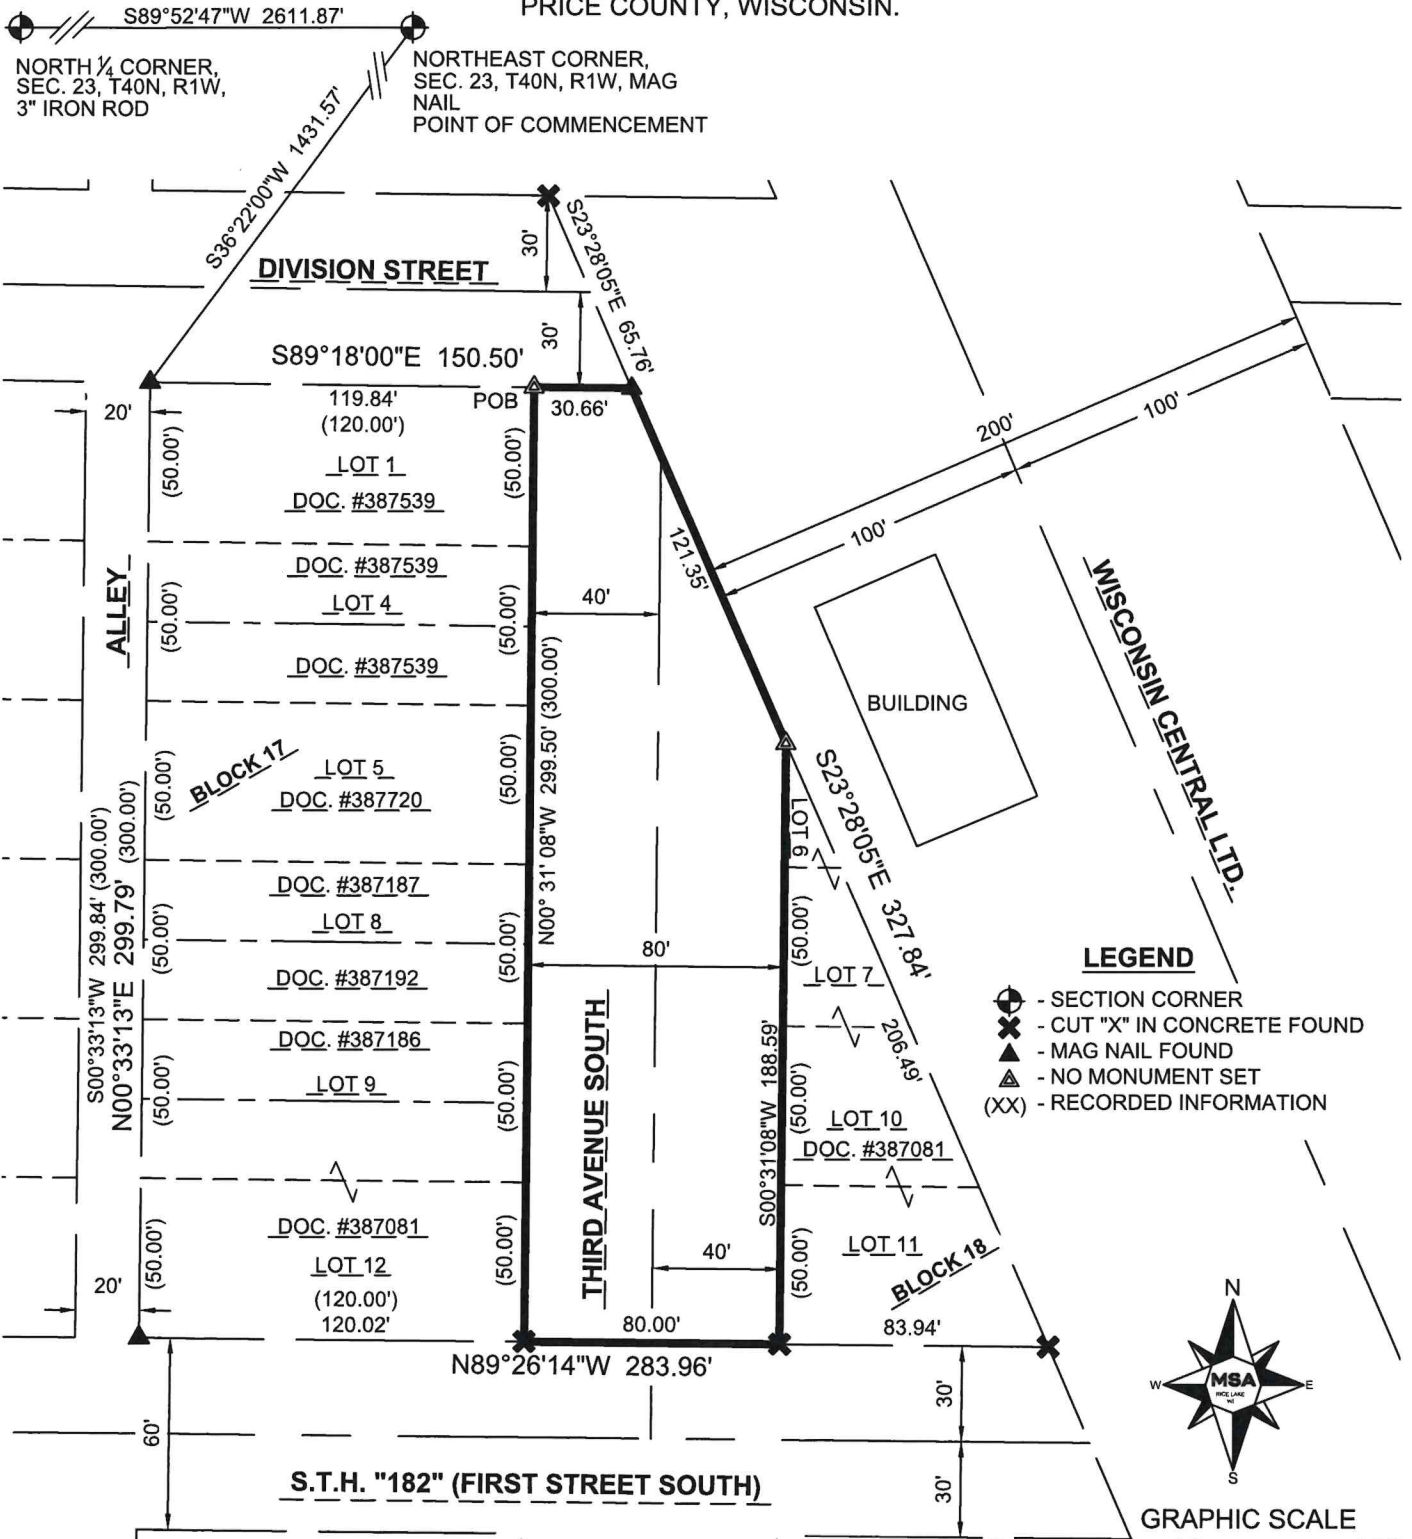 PRICE COUNTY, WISCONSIN.
S89°52'47"W 2611.87'
NORTH ¼ CORNER,
SEC. 23, T40N, R1W,
3" IRON ROD
NORTHEAST CORNER,
SEC. 23, T40N, R1W, MAG
NAIL
POINT OF COMMENCEMENT
S36°22'00"W 1431.57'
S23°28'05"E 65.76'
30'
DIVISION STREET
30'
S89°18'00"E 150.50'
119.84'
(120.00')
POB
30.66'
20'
(50.00')
(50.00')
LOT 1
DOC. #387539
200'
100'
100'
121.35'
ALLEY
DOC. #387539
LOT 4
(50.00')
(50.00')
40'
DOC. #387539
N00° 31' 08"W 299.50' (300.00')
BUILDING
WISCONSIN CENTRAL LTD.
BLOCK 17
LOT 5
DOC. #387720
(50.00')
(50.00')
LOT 6
S23°28'05"E 327.84'
S00°33'13"W 299.84' (300.00')
N00°33'13"E 299.79' (300.00')
DOC. #387187
LOT 8
(50.00')
(50.00')
DOC. #387192
80'
(50.00')
LOT 7
LEGEND
- SECTION CORNER
- CUT "X" IN CONCRETE FOUND
- MAG NAIL FOUND
- NO MONUMENT SET
(XX) - RECORDED INFORMATION
DOC. #387186
LOT 9
(50.00')
(50.00')
THIRD AVENUE SOUTH
S00°31'08"W 188.59'
206.49'
(50.00')
LOT 10
DOC. #387081
DOC. #387081
LOT 12
(120.00')
120.02'
(50.00')
(50.00')
20'
40'
80.00'
(50.00')
LOT 11
BLOCK 18
83.94'
N89°26'14"W 283.96'
60'
30'
30'
S.T.H. "182" (FIRST STREET SOUTH)
N
W
E
S
MSA
RICE LAKE
WI
GRAPHIC SCALE